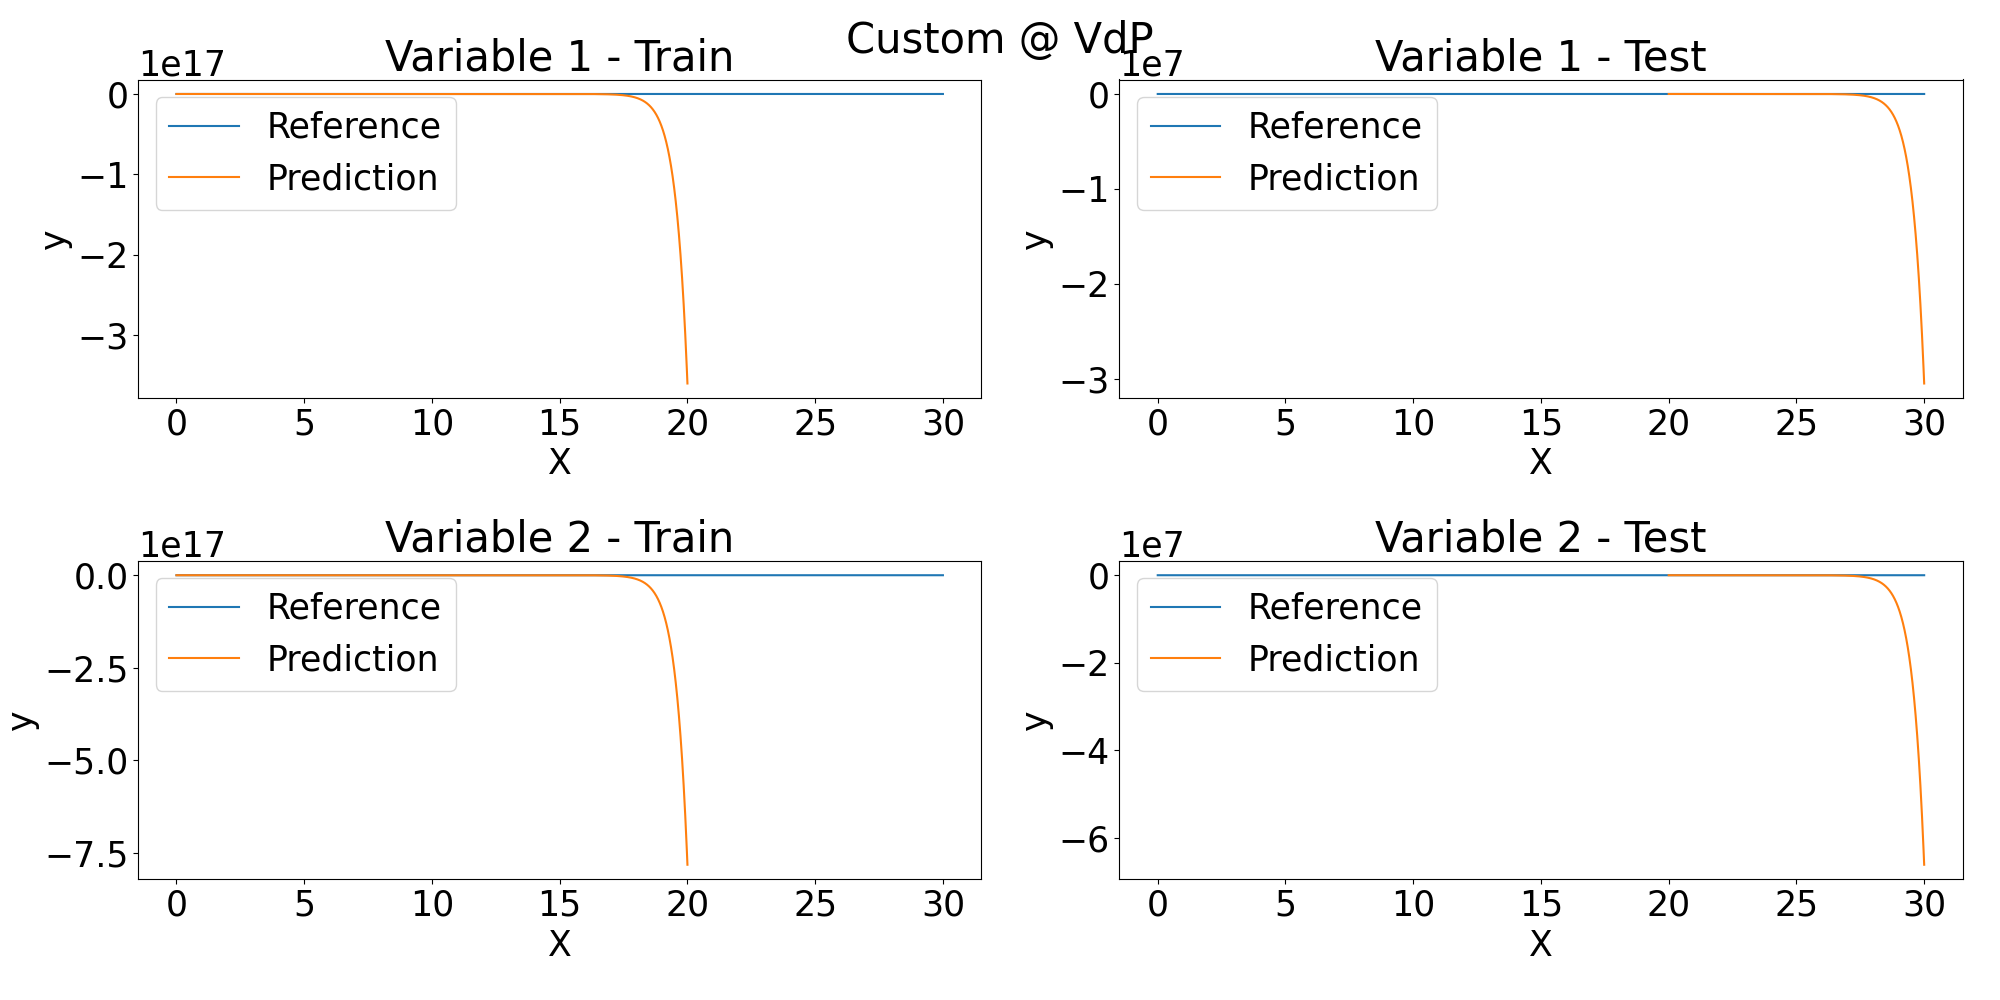 Custom @ VdP
Variable 1 - Train
1e17
0
−1
−2
−3
y
Reference
Prediction
0 5 10 15 20 25 30
X
Variable 1 - Test
1e7
0
−1
−2
−3
y
Reference
Prediction
0 5 10 15 20 25 30
X
Variable 2 - Train
1e17
0.0
−2.5
−5.0
−7.5
y
Reference
Prediction
0 5 10 15 20 25 30
X
Variable 2 - Test
1e7
0
−2
−4
−6
y
Reference
Prediction
0 5 10 15 20 25 30
X